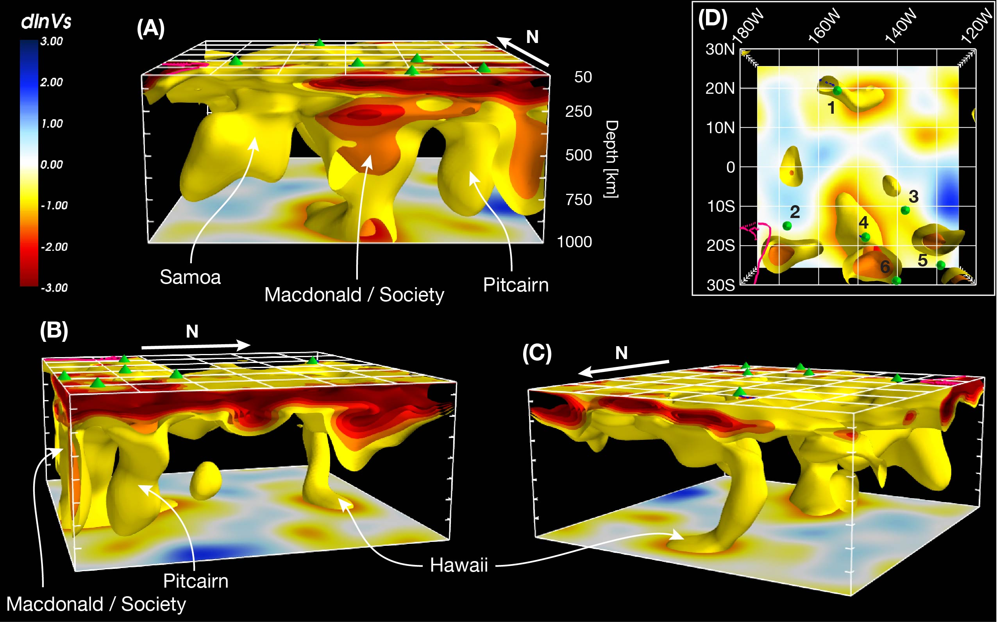 dlnVs
3.00
2.00
1.00
0.00
-1.00
-2.00
-3.00
(A)
N
50
250
500
750
1000
Depth [km]
Samoa
Macdonald / Society
Pitcairn
(D)
180W
160W
140W
120W
30N
20N
10N
0
10S
20S
30S
1
2
3
4
5
6
(B)
N
Macdonald / Society
Pitcairn
Hawaii
(C)
N